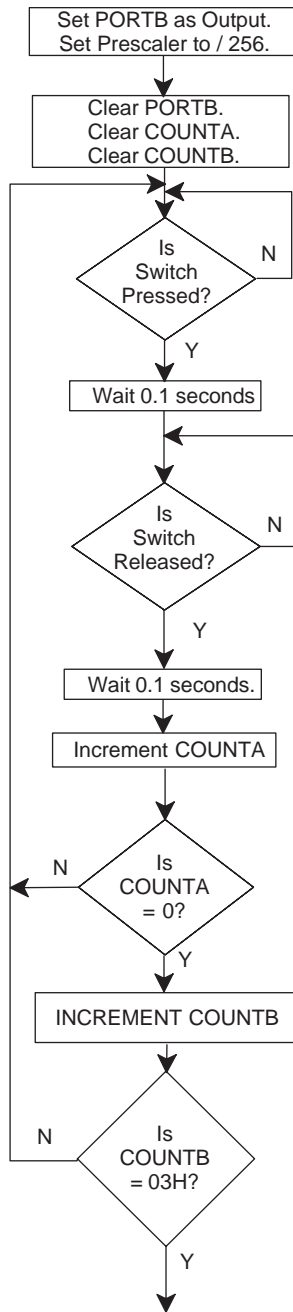 Set PORTB as Output.
Set Prescaler to / 256.
Clear PORTB.
Clear COUNTA.
Clear COUNTB.
Is
Switch
Pressed?
N
Y
Wait 0.1 seconds
Is
Switch
Released?
N
Y
Wait 0.1 seconds.
Increment COUNTA
N
Is
COUNTA
= 0?
Y
INCREMENT COUNTB
N
Is
COUNTB
= 03H?
Y